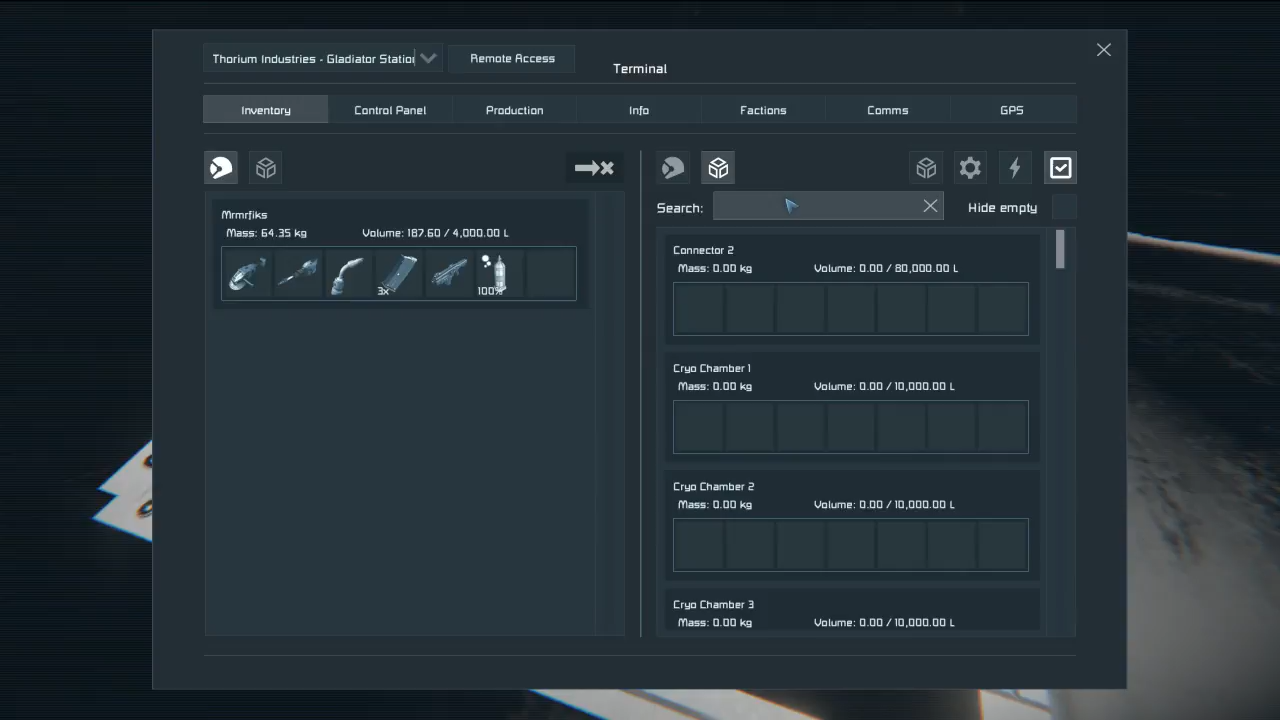 Thorium Industries - Gladiator Station
Remote Access
Terminal
Inventory
Control Panel
Production
Info
Factions
Comms
GPS
Search:
Hide empty
Mrmrfiks
Mass: 64.35 kg
Volume: 187.60 / 4,000.00 L
3x
100%
Connector 2
Mass: 0.00 kg
Volume: 0.00 / 80,000.00 L
Cryo Chamber 1
Mass: 0.00 kg
Volume: 0.00 / 10,000.00 L
Cryo Chamber 2
Mass: 0.00 kg
Volume: 0.00 / 10,000.00 L
Cryo Chamber 3
Mass: 0.00 kg
Volume: 0.00 / 10,000.00 L